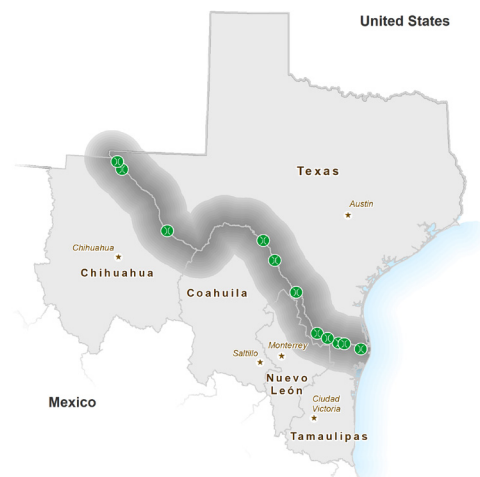 United States
Texas
Austin
Chihuahua
Chihuahua
Coahuila
Monterrey
Saltillo
Nuevo
León
Mexico
Ciudad
Victoria
Tamaulipas